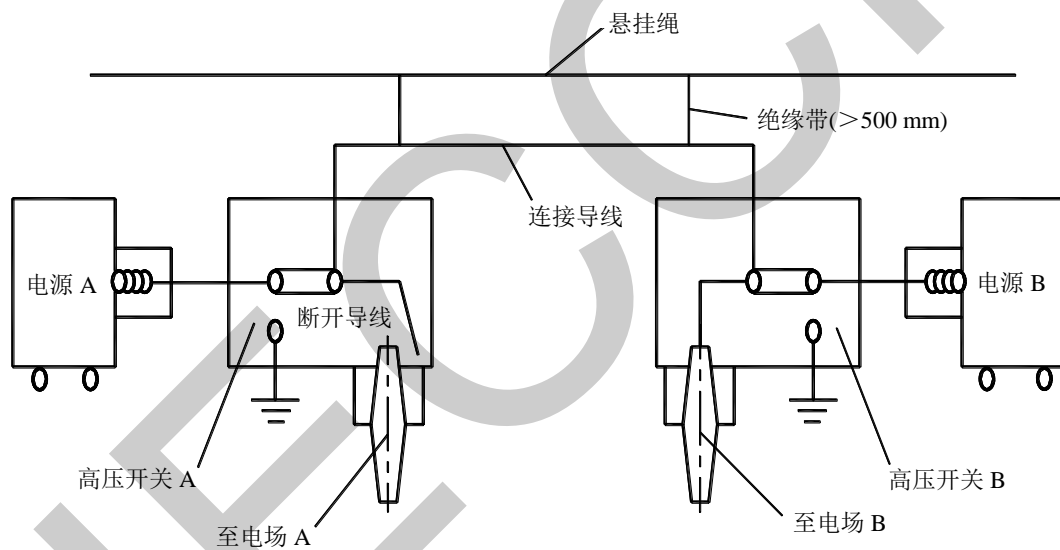 悬挂绳
绝缘带(＞500 mm)
连接导线
电源 A
电源 B
断开导线
高压开关 A
高压开关 B
至电场 A
至电场 B